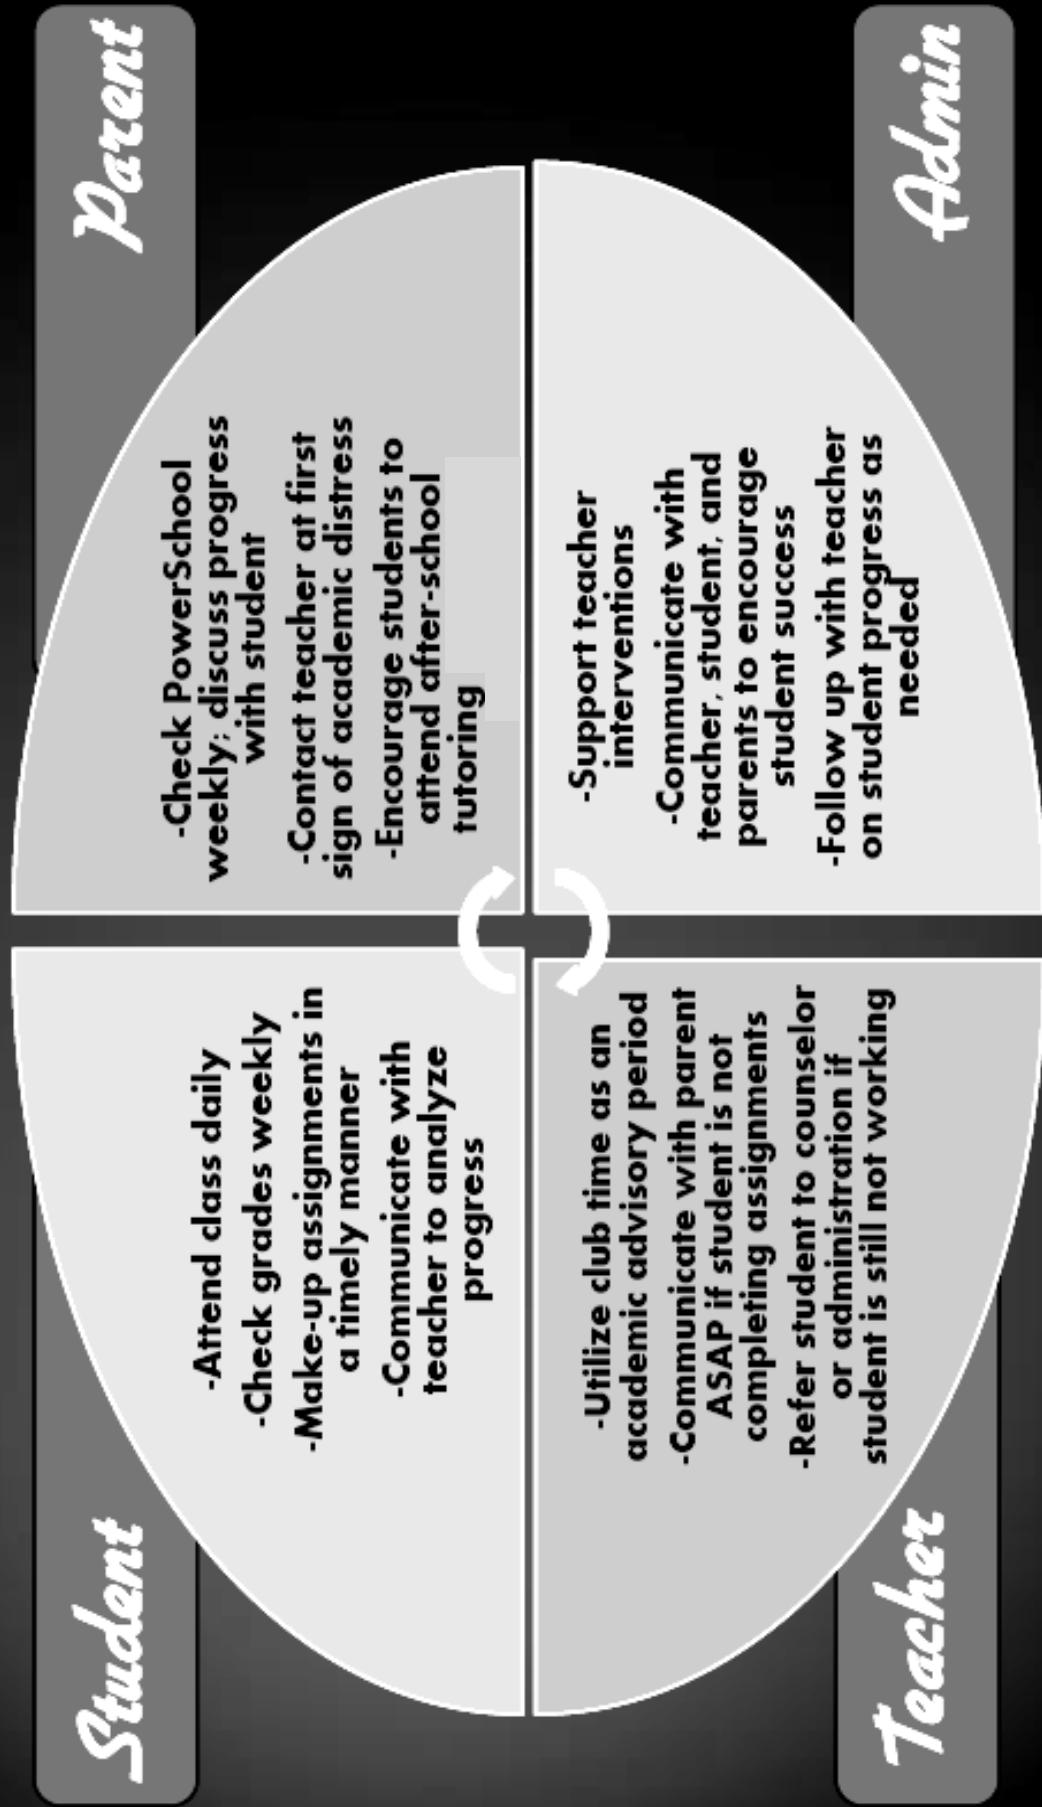 Student
-Attend class daily
-Check grades weekly
-Make-up assignments in
a timely manner
-Communicate with
teacher to analyze
progress
Parent
-Check PowerSchool
weekly; discuss progress
with student
-Contact teacher at first
sign of academic distress
-Encourage students to
attend after-school
tutoring
Teacher
-Utilize club time as an
academic advisory period
-Communicate with parent
ASAP if student is not
completing assignments
-Refer student to counselor
or administration if
student is still not working
Admin
-Support teacher
interventions
-Communicate with
teacher, student, and
parents to encourage
student success
-Follow up with teacher
on student progress as
needed